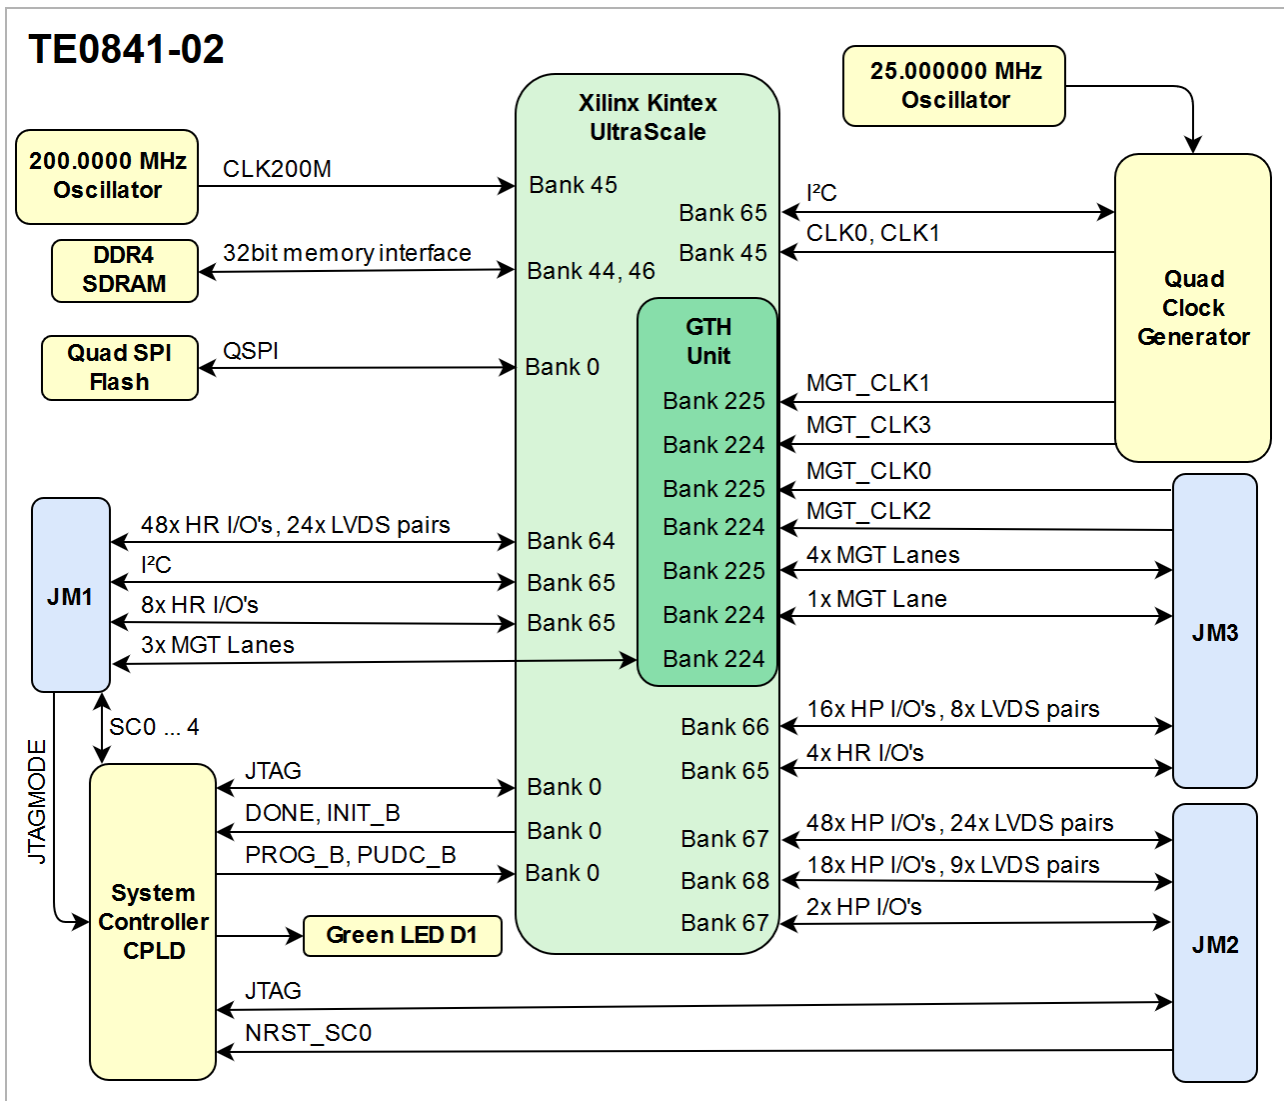 TE0841-02
25.000000 MHz
Oscillator
Xilinx Kintex
UltraScale
200.0000 MHz
Oscillator
CLK200M
Bank 45
Bank 65
I²C
CLK0, CLK1
Bank 45
DDR4
SDRAM
32bit memory interface
Bank 44, 46
Quad
Clock
Generator
GTH
Unit
Quad SPI
Flash
QSPI
Bank 0
Bank 225
MGT_CLK1
Bank 224
MGT_CLK3
Bank 225
MGT_CLK0
Bank 224
MGT_CLK2
Bank 225
4x MGT Lanes
Bank 224
1x MGT Lane
Bank 224
JM1
48x HR I/O's, 24x LVDS pairs
Bank 64
I²C
Bank 65
8x HR I/O's
Bank 65
3x MGT Lanes
JM3
Bank 66
16x HP I/O's, 8x LVDS pairs
Bank 65
4x HR I/O's
SC0 ... 4
JTAGMODE
JTAG
Bank 0
DONE, INIT_B
Bank 0
PROG_B, PUDC_B
Bank 0
System
Controller
CPLD
Green LED D1
Bank 67
48x HP I/O's, 24x LVDS pairs
Bank 68
18x HP I/O's, 9x LVDS pairs
Bank 67
2x HP I/O's
JM2
JTAG
NRST_SC0